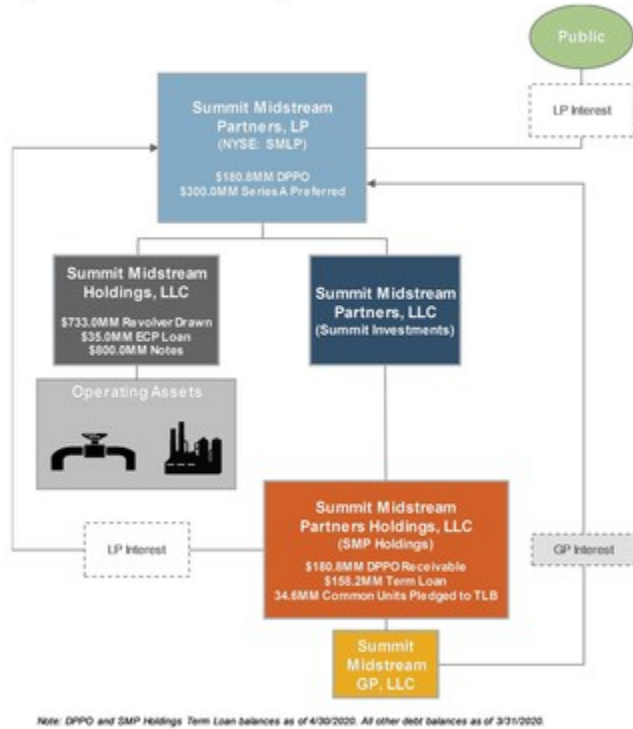 Public
LP Interest
Summit Midstream
Partners, LP
(NYSE: SMLP)
$180.8MM DPPO
$300.0MM Series A Preferred
Summit Midstream
Holdings, LLC
$733.0MM Revolver Drawn
$35.0MM ECP Loan
$800.0MM Notes
Summit Midstream
Partners, LLC
(Summit Investments)
Operating Assets
Summit Midstream
Partners Holdings, LLC
(SMP Holdings)
$180.8MM DPPO Receivable
$158.2MM Term Loan
34.6MM Common Units Pledged to TLB
LP Interest
GP Interest
Summit
Midstream
GP, LLC
Note: DPPO and SMP Holdings Term Loan balances as of 4/30/2020. All other debt balances as of 3/31/2020.